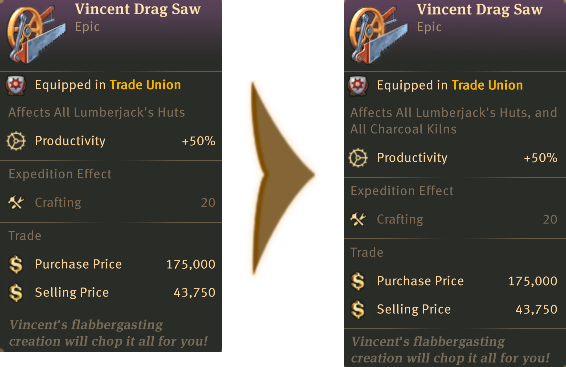 Vincent Drag Saw
Epic
Equipped in Trade Union
Affects All Lumberjack's Huts
Productivity +50%
Expedition Effect
Crafting 20
Trade
Purchase Price 175,000
Selling Price 43,750
Vincent's flabbergasting
creation will chop it all for you!
Vincent Drag Saw
Epic
Equipped in Trade Union
Affects All Lumberjack's Huts, and
All Charcoal Kilns
Productivity +50%
Expedition Effect
Crafting 20
Trade
Purchase Price 175,000
Selling Price 43,750
Vincent's flabbergasting
creation will chop it all for you!